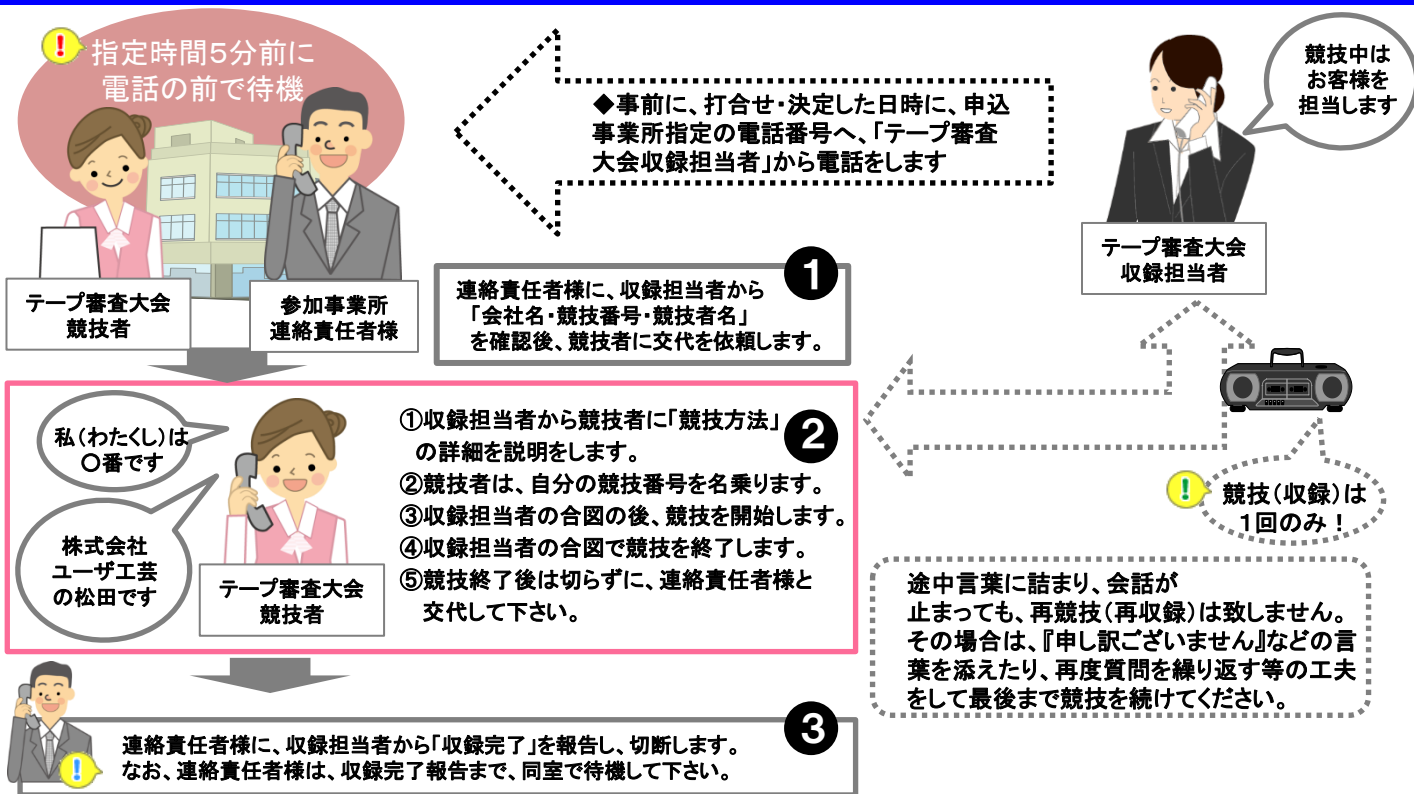 指定時間5分前に
電話の前で待機
◆事前に、打合せ・決定した日時に、申込
事業所指定の電話番号へ、「テープ審査
大会収録担当者」から電話をします
競技中は
お客様を
担当します
テープ審査大会
収録担当者
テープ審査大会
競技者
参加事業所
連絡責任者様
1
連絡責任者様に、収録担当者から
「会社名・競技番号・競技者名」
を確認後、競技者に交代を依頼します。
私(わたくし)は
〇番です
株式会社
ユーザ工芸
の松田です
テープ審査大会
競技者
2
①収録担当者から競技者に「競技方法」
の詳細を説明をします。
②競技者は、自分の競技番号を名乗ります。
③収録担当者の合図の後、競技を開始します。
④収録担当者の合図で競技を終了します。
⑤競技終了後は切らずに、連絡責任者様と
交代して下さい。
競技(収録)は
1回のみ!
途中言葉に詰まり、会話が
止まっても、再競技(再収録)は致しません。
その場合は、『申し訳ございません』などの言
葉を添えたり、再度質問を繰り返す等の工夫
をして最後まで競技を続けてください。
3
連絡責任者様に、収録担当者から「収録完了」を報告し、切断します。
なお、連絡責任者様は、収録完了報告まで、同室で待機して下さい。